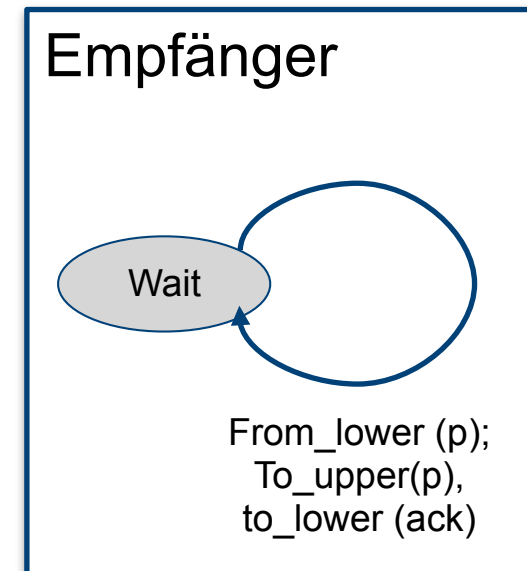 Empfänger
Wait
From_lower (p);
To_upper(p),
to_lower (ack)